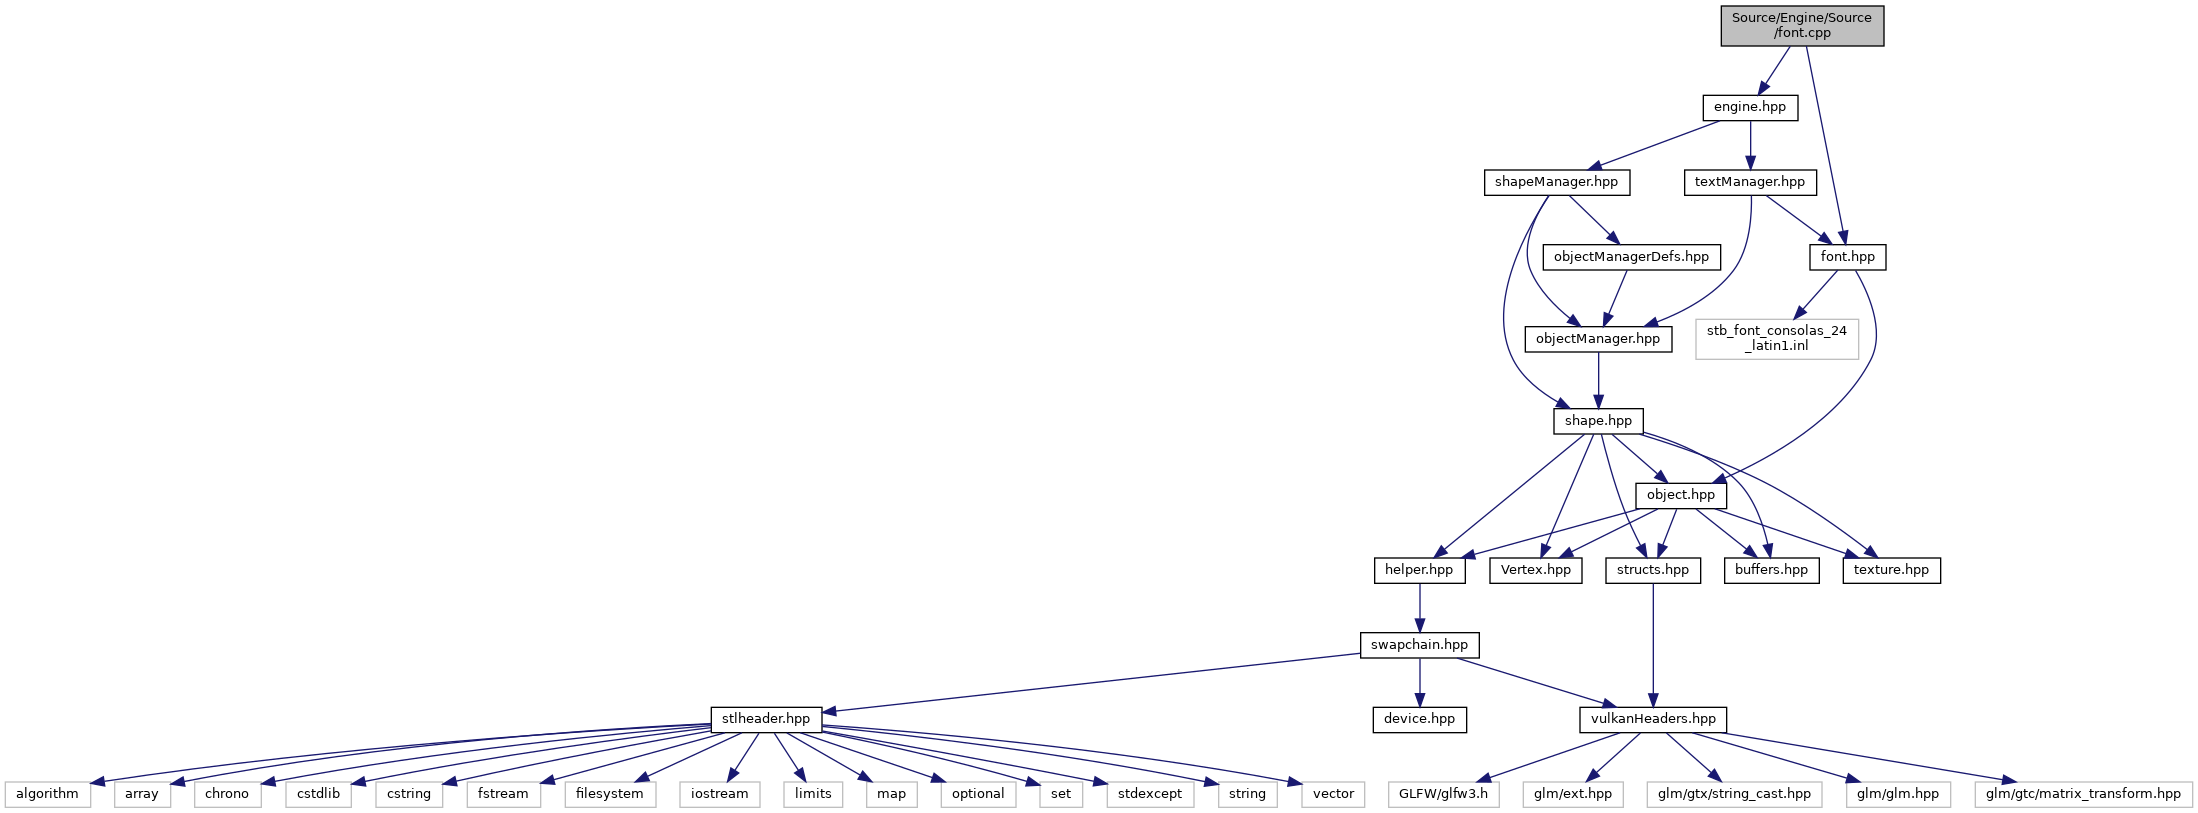 Source/Engine/Source
/font.cpp
engine.hpp
shapeManager.hpp
textManager.hpp
objectManagerDefs.hpp
font.hpp
objectManager.hpp
stb_font_consolas_24
_latin1.inl
shape.hpp
object.hpp
helper.hpp
Vertex.hpp
structs.hpp
buffers.hpp
texture.hpp
swapchain.hpp
stlheader.hpp
device.hpp
vulkanHeaders.hpp
algorithm
array
chrono
cstdlib
cstring
fstream
filesystem
iostream
limits
map
optional
set
stdexcept
string
vector
GLFW/glfw3.h
glm/ext.hpp
glm/gtx/string_cast.hpp
glm/glm.hpp
glm/gtc/matrix_transform.hpp